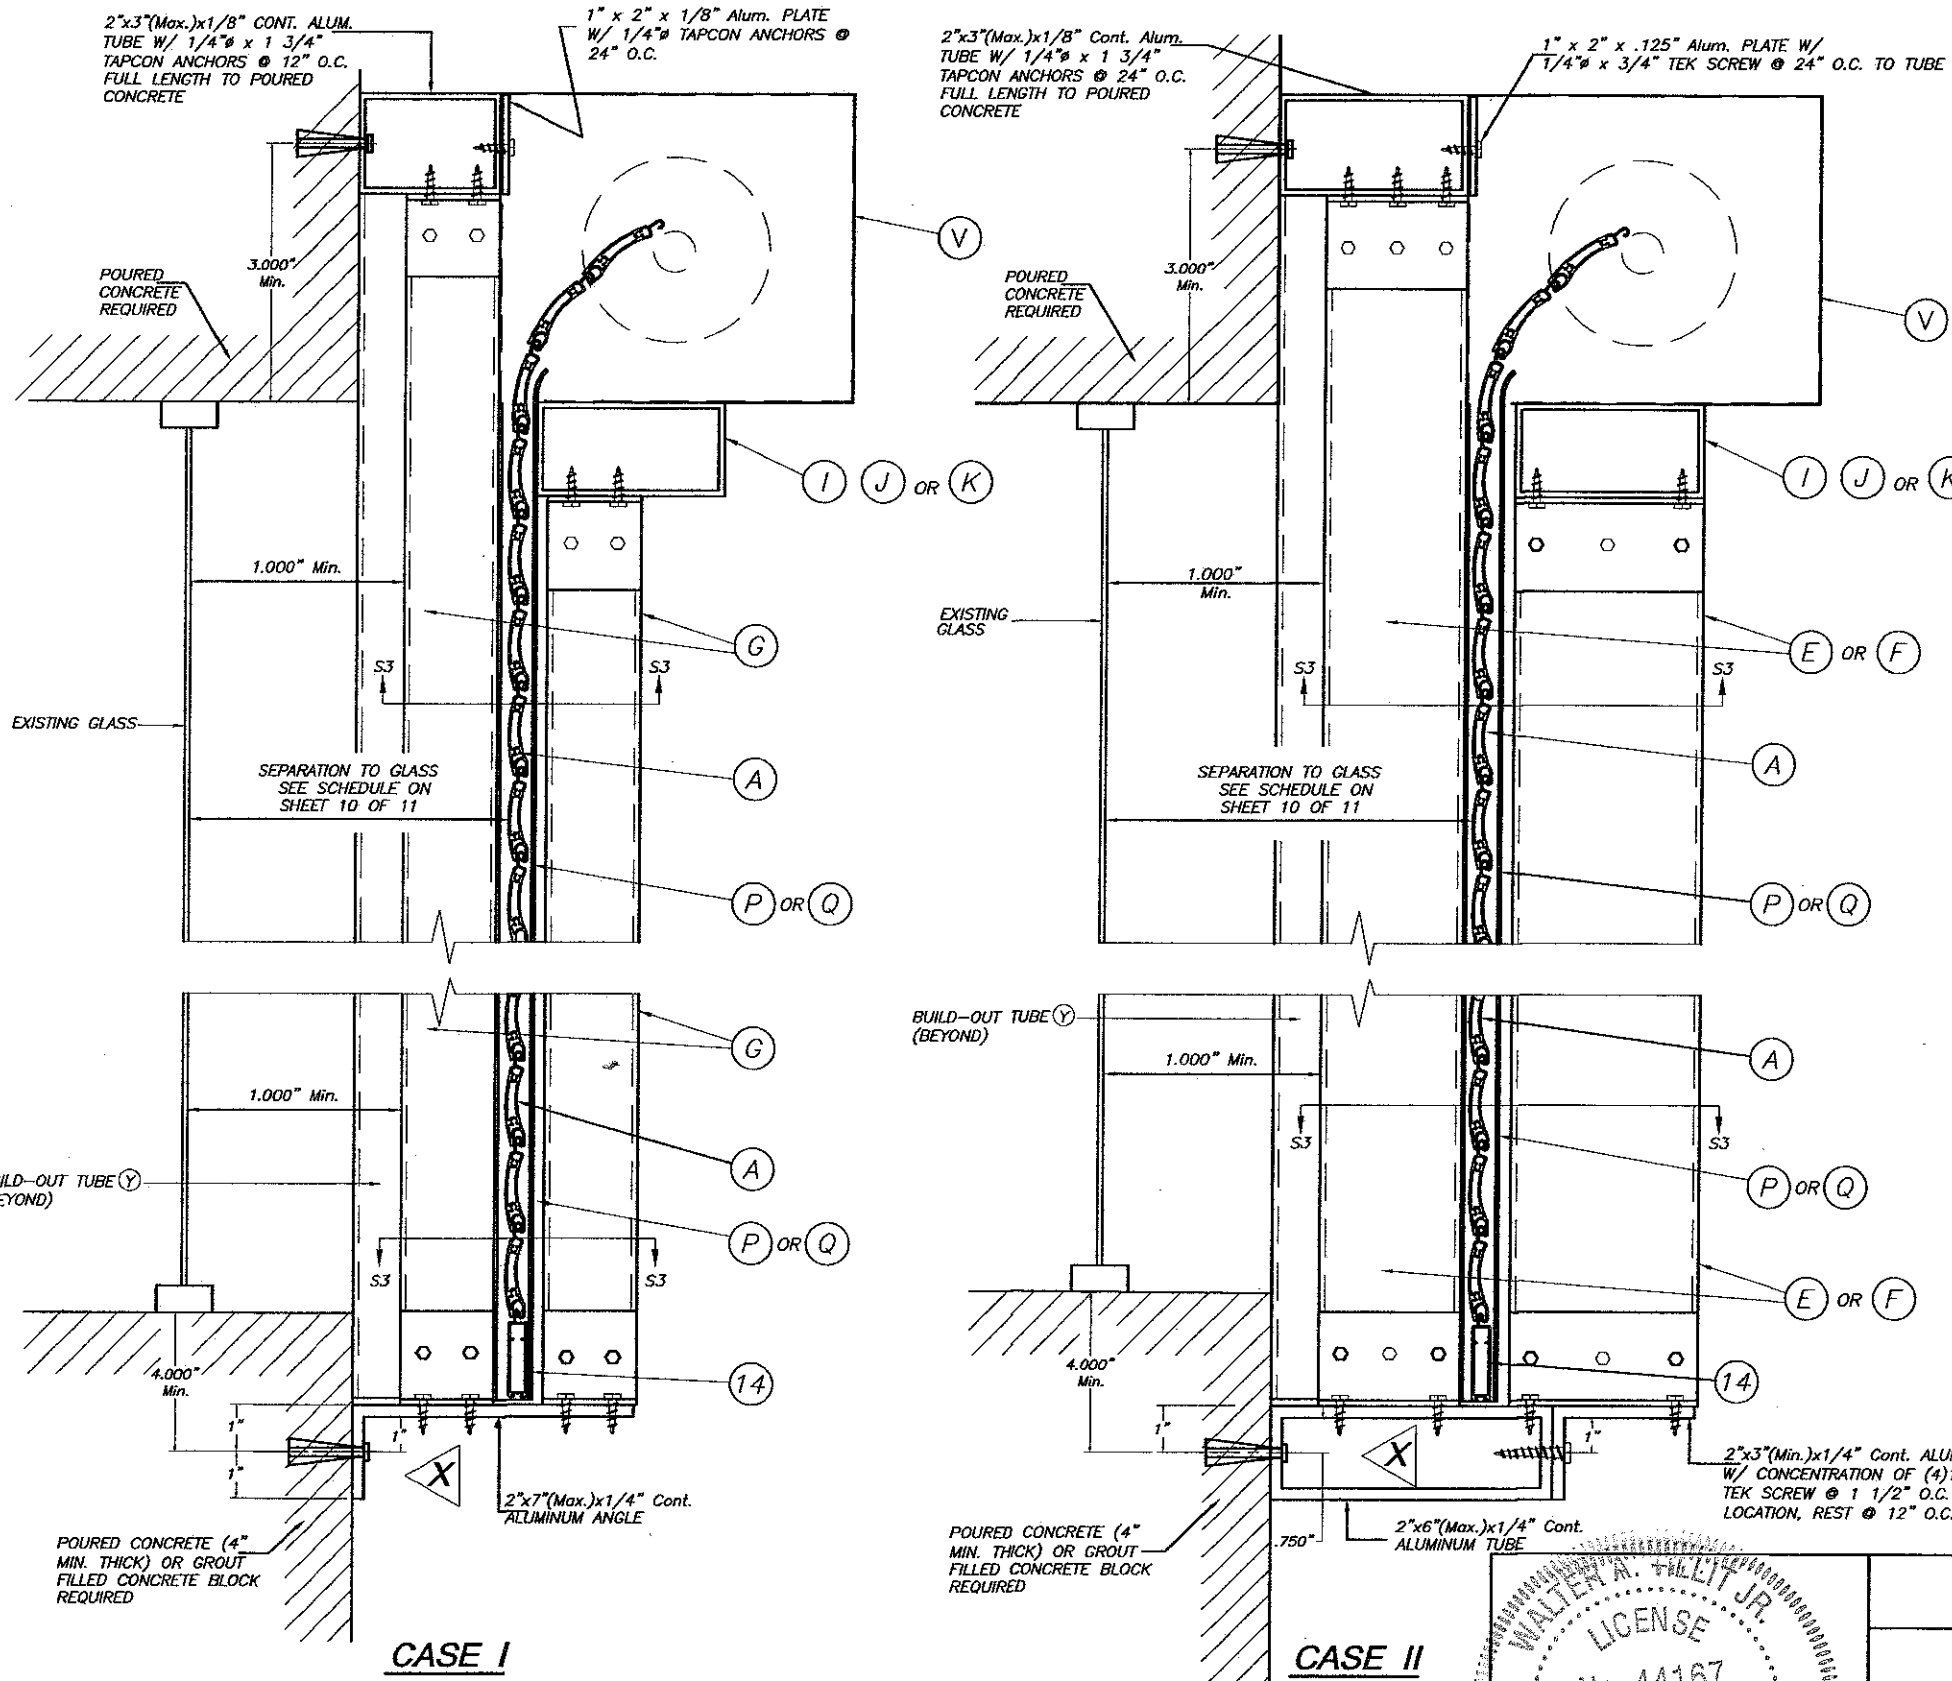 2"x3"(Max.)x1/8" CONT. ALUM.
TUBE W/ 1/4"ø x 1 3/4"
TAPCON ANCHORS @ 12" O.C.
FULL LENGTH TO POURED
CONCRETE
1" x 2" x 1/8" Alum. PLATE
W/ 1/4"ø TAPCON ANCHORS @
24" O.C.
3.000"
Min.
POURED
CONCRETE
REQUIRED
V
I J OR K
1.000" Min.
G
S3
S3
EXISTING GLASS
SEPARATION TO GLASS
SEE SCHEDULE ON
SHEET 10 OF 11
A
P OR Q
G
1.000" Min.
A
ILD-OUT TUBE Y
EYOND)
P OR Q
S3
S3
4.000"
Min.
14
1"
1"
1"
X
2"x7"(Max.)x1/4" Cont.
ALUMINUM ANGLE
POURED CONCRETE (4"
MIN. THICK) OR GROUT
FILLED CONCRETE BLOCK
REQUIRED
CASE I
2"x3"(Max.)x1/8" Cont. Alum.
TUBE W/ 1/4"ø x 1 3/4"
TAPCON ANCHORS @ 24" O.C.
FULL LENGTH TO POURED
CONCRETE
1" x 2" x .125" Alum. PLATE W/
1/4"ø x 3/4" TEK SCREW @ 24" O.C. TO TUBE
3.000"
Min.
POURED
CONCRETE
REQUIRED
V
I J OR K
1.000"
Min.
EXISTING
GLASS
E OR F
S3
S3
A
SEPARATION TO GLASS
SEE SCHEDULE ON
SHEET 10 OF 11
P OR Q
BUILD-OUT TUBE Y
(BEYOND)
1.000" Min.
A
S3
S3
P OR Q
E OR F
4.000"
Min.
14
1"
1"
X
2"x3"(Min.)x1/4" Cont. ALU
W/ CONCENTRATION OF (4)
TEK SCREW @ 1 1/2" O.C.
LOCATION, REST @ 12" O.C.
.750"
2"x6"(Max.)x1/4" Cont.
ALUMINUM TUBE
POURED CONCRETE (4"
MIN. THICK) OR GROUT
FILLED CONCRETE BLOCK
REQUIRED
CASE II
WALTER A. TILLIT JR.
LICENSE
44167